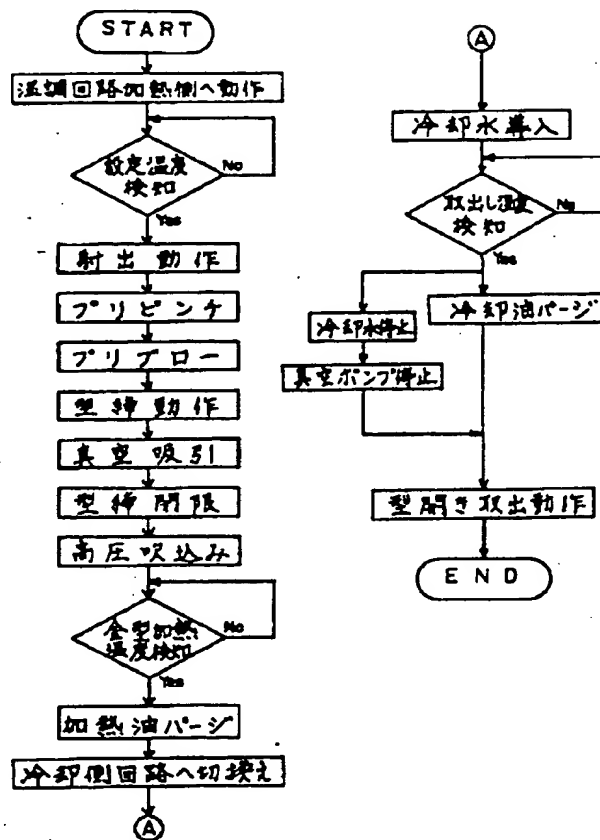 START
温調回路加熱側へ動作
設定温度
検知
No
Yes
射出動作
プリピンチ
プリブロー
型締動作
真空吸引
型締閉限
高圧吹込み
金型加熱
温度検知
No
Yes
加熱油パージ
冷却側回路へ切換え
A
A
冷却水導入
取出し温度
検知
No
Yes
冷却水停止
冷却油パージ
真空ポンプ停止
型開き取出動作
END